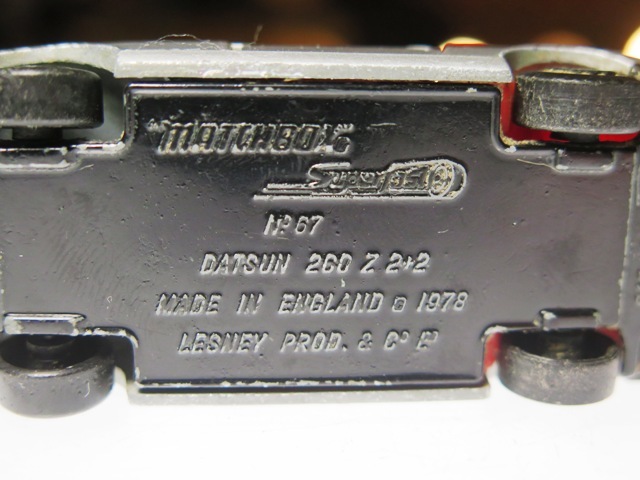 "MATCHBOX"
Superfast
Nº 67
DATSUN 260 Z 2+2
MADE IN ENGLAND © 1978
LESNEY PROD. & Cº Lᴰ